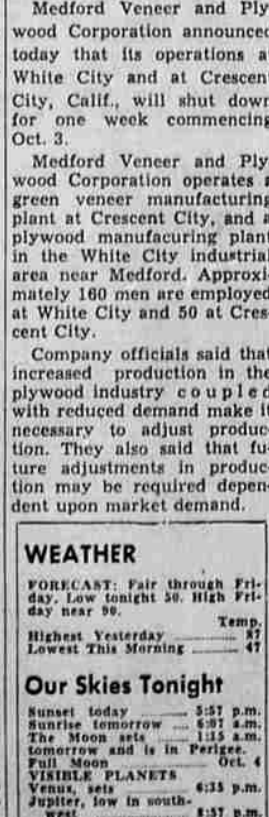 Medford Veneer and Ply-
wood Corporation announced
today that its operations a
White City and at Crescen
City, Calif., will shut down
for one week commencing
Oct. 3.
Medford Veneer and Ply-
wood Corporation operates a
green veneer manufacturing
plant at Crescent City, and a
plywood manufacuring plant
in the White City industrial
area near Medford. Approxi-
mately 160 men are employed
at White City and 50 at Cres-
cent City.
Company officials said that
increased production in the
plywood industry coupled
with reduced demand make it
necessary to adjust produc-
tion. They also said that fu-
ture adjustments in produc-
tion may be required depen-
dent upon market demand.
WEATHER
FORECAST: Fair through Fri-
day. Low tonight 50. High Fri-
day near 90.
Temp.
Highest Yesterday 87
Lowest This Morning 47
Our Skies Tonight
Sunset today 5:57 p.m.
Sunrise tomorrow 6:07 a.m.
The Moon sets 1:15 a.m.
tomorrow and is in Perigee.
Full Moon Oct. 4
VISIBLE PLANETS
Venus, sets 6:35 p.m.
Jupiter, low in south-
west 8:57 p.m.